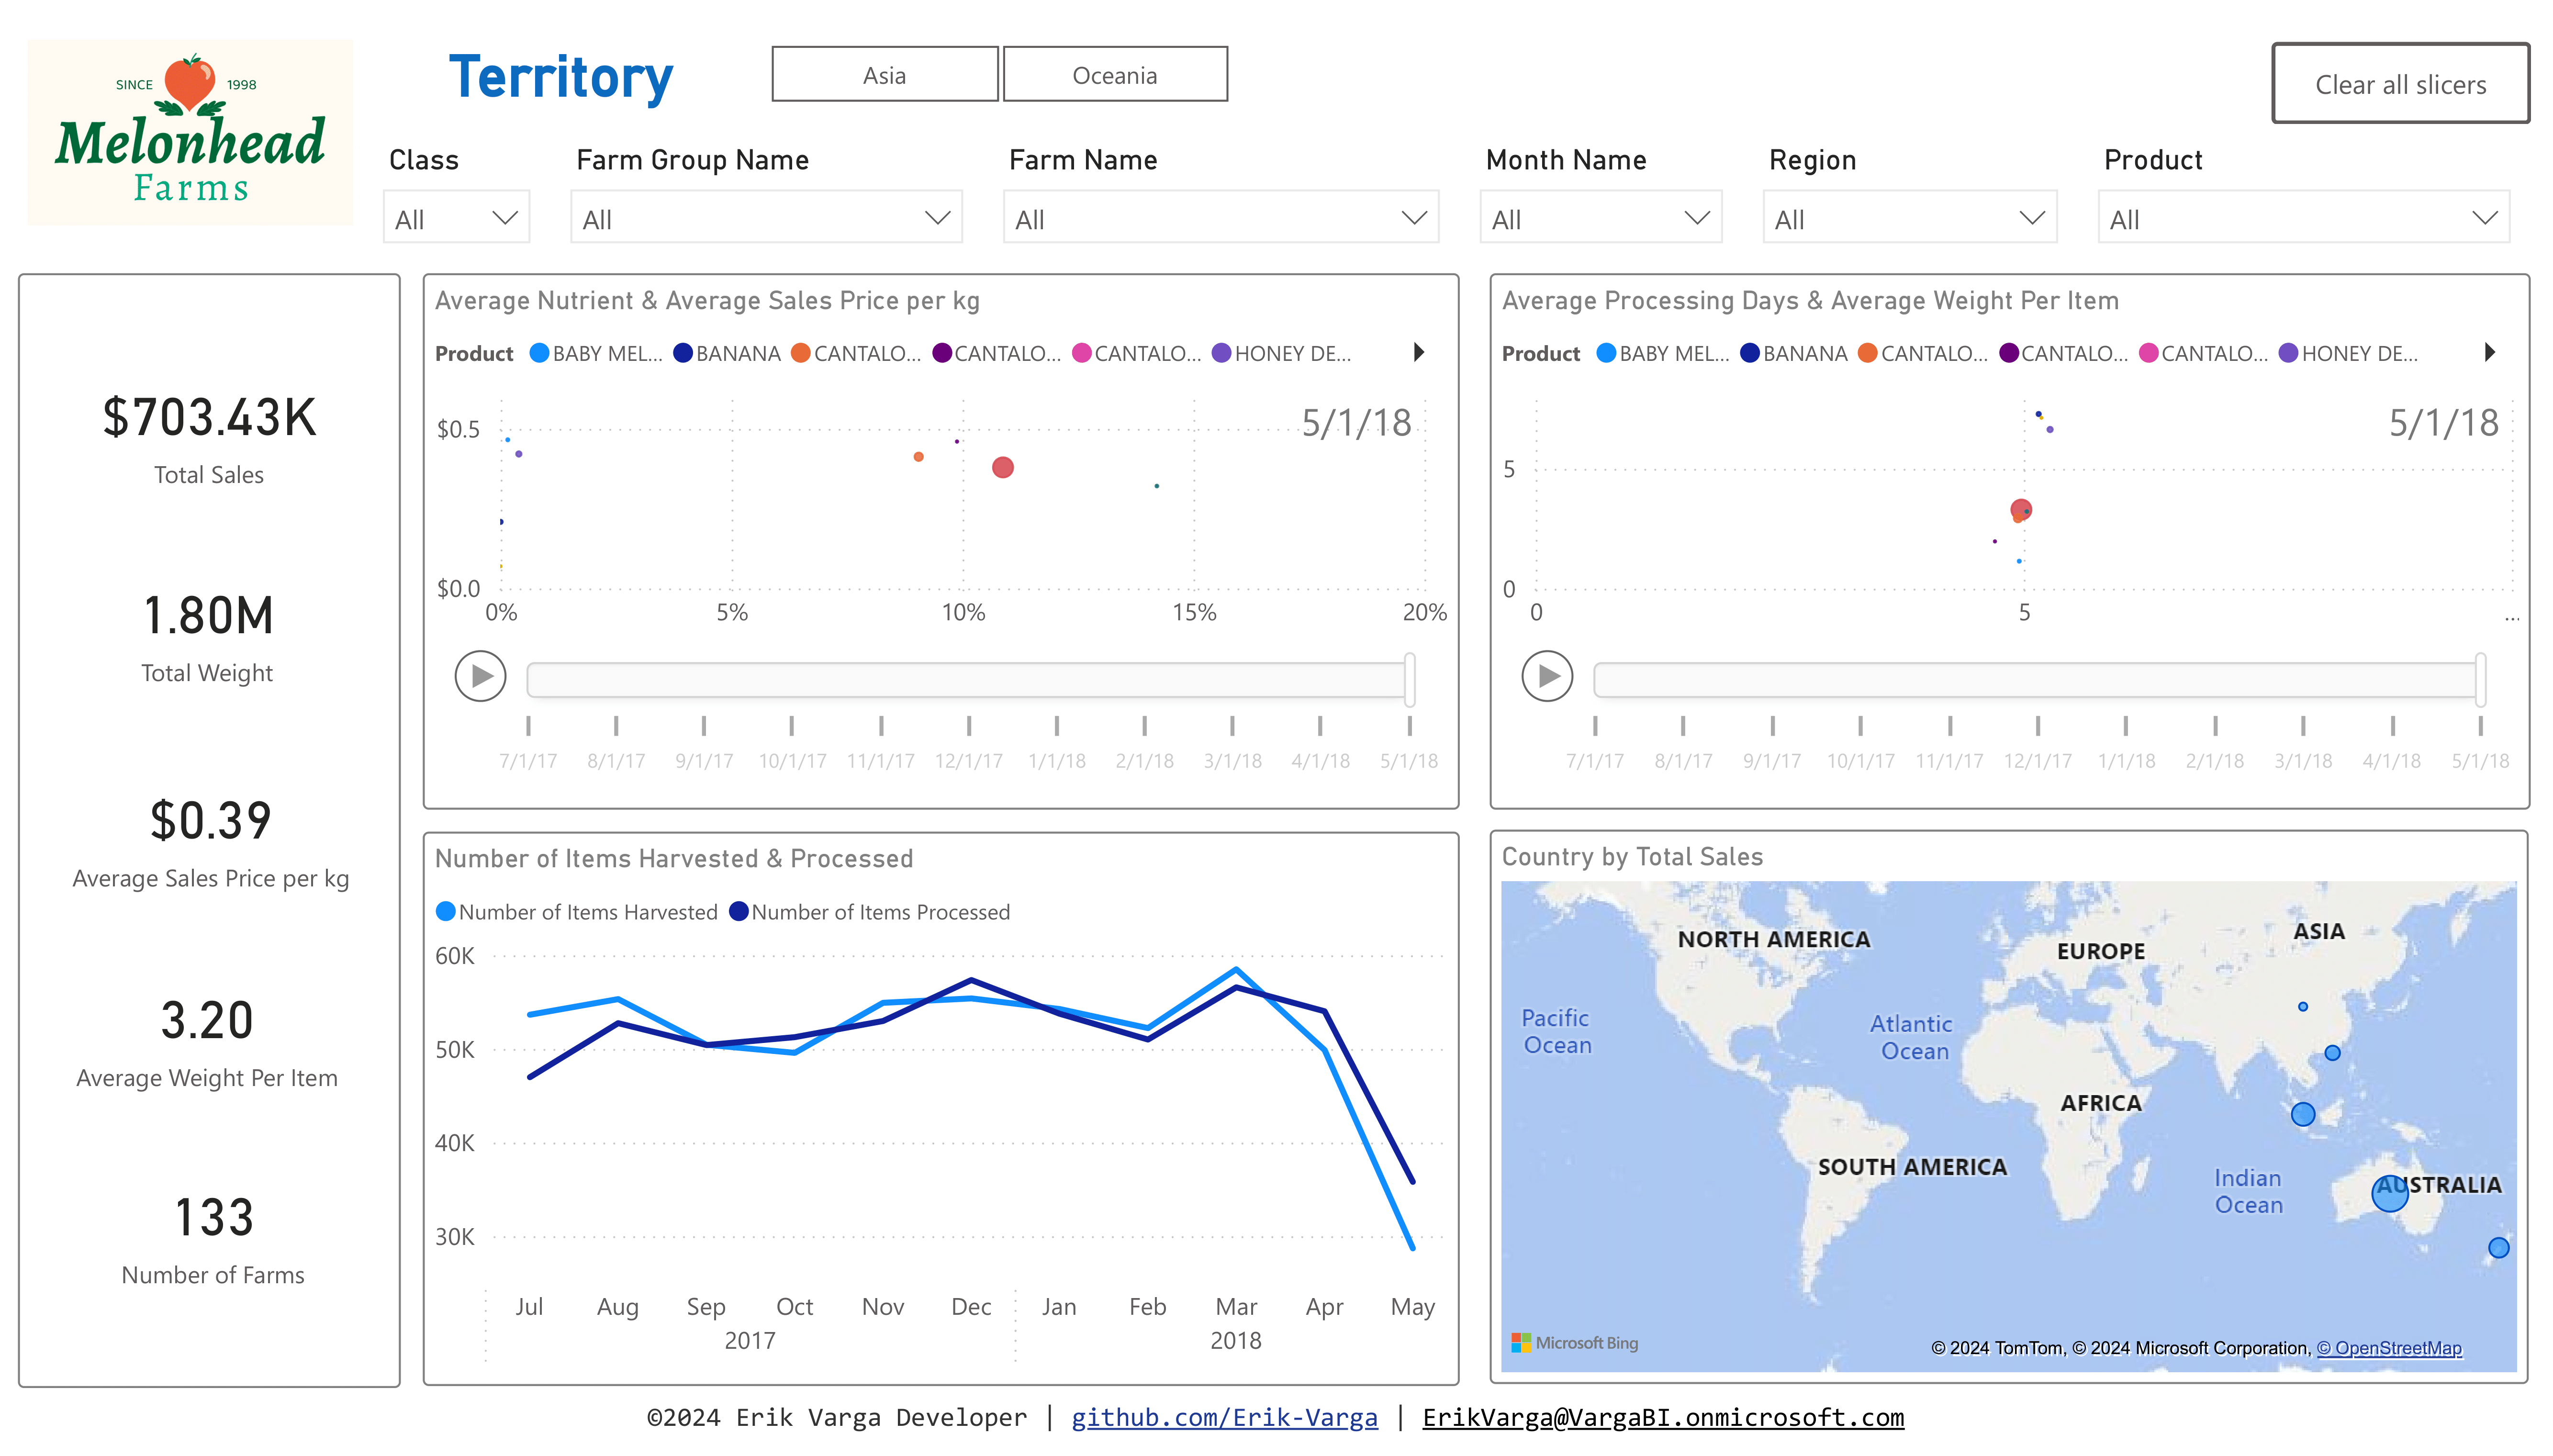 SINCE 1998
Melonhead
Farms
Territory
Asia
Oceania
Clear all slicers
Class
Farm Group Name
Farm Name
Month Name
Region
Product
All
All
All
All
All
All
$703.43K
Total Sales
1.80M
Total Weight
$0.39
Average Sales Price per kg
3.20
Average Weight Per Item
133
Number of Farms
Average Nutrient & Average Sales Price per kg
Product BABY MEL... BANANA CANTALO... CANTALO... CANTALO... HONEY DE...
5/1/18
$0.5
$0.0
0% 5% 10% 15% 20%
7/1/17 8/1/17 9/1/17 10/1/17 11/1/17 12/1/17 1/1/18 2/1/18 3/1/18 4/1/18 5/1/18
Average Processing Days & Average Weight Per Item
Product BABY MEL... BANANA CANTALO... CANTALO... CANTALO... HONEY DE...
5/1/18
5
0
0 5 ...
7/1/17 8/1/17 9/1/17 10/1/17 11/1/17 12/1/17 1/1/18 2/1/18 3/1/18 4/1/18 5/1/18
Number of Items Harvested & Processed
Number of Items Harvested Number of Items Processed
60K
50K
40K
30K
Jul Aug Sep Oct Nov Dec Jan Feb Mar Apr May
2017 2018
Country by Total Sales
NORTH AMERICA
EUROPE
ASIA
Pacific
Ocean
Atlantic
Ocean
AFRICA
SOUTH AMERICA
Indian
Ocean
AUSTRALIA
Microsoft Bing
© 2024 TomTom, © 2024 Microsoft Corporation, © OpenStreetMap
©2024 Erik Varga Developer | github.com/Erik-Varga | ErikVarga@VargaBI.onmicrosoft.com